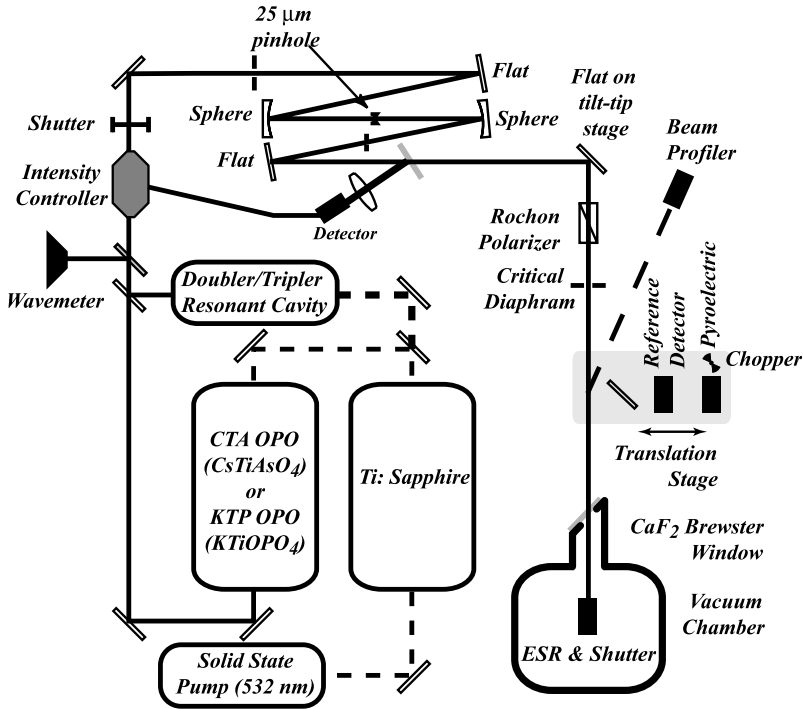 25 μm
pinhole
Flat
Flat on
tilt-tip
stage
Sphere
Sphere
Shutter
Beam
Profiler
Flat
Intensity
Controller
Detector
Rochon
Polarizer
Wavemeter
Doubler/Tripler
Resonant Cavity
Critical
Diaphram
Reference
Detector
Pyroelectric
Chopper
CTA OPO
(CsTiAsO4)
or
KTP OPO
(KTiOPO4)
Ti: Sapphire
Translation
Stage
CaF2 Brewster
Window
Vacuum
Chamber
ESR & Shutter
Solid State
Pump (532 nm)